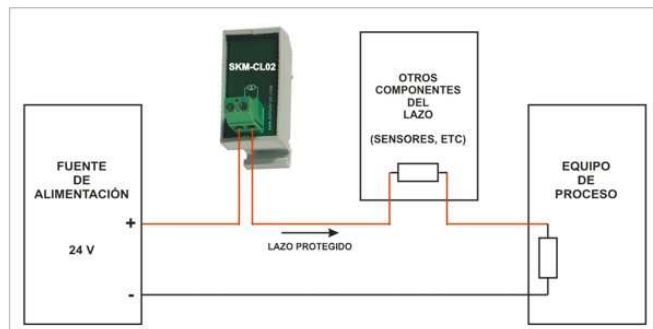 SKM-CL02
FUENTE
DE
ALIMENTACIÓN
+
24 V
-
LAZO PROTEGIDO
OTROS
COMPONENTES
DEL
LAZO
(SENSORES, ETC)
EQUIPO
DE
PROCESO